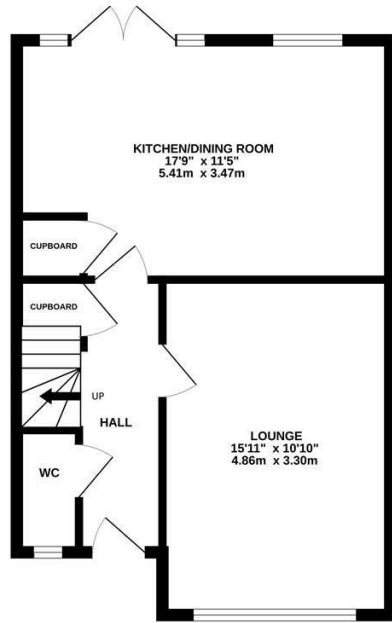 KITCHEN/DINING ROOM
17'9" x 11'5"
5.41m x 3.47m
CUPBOARD
CUPBOARD
UP
HALL
LOUNGE
15'11" x 10'10"
4.86m x 3.30m
WC